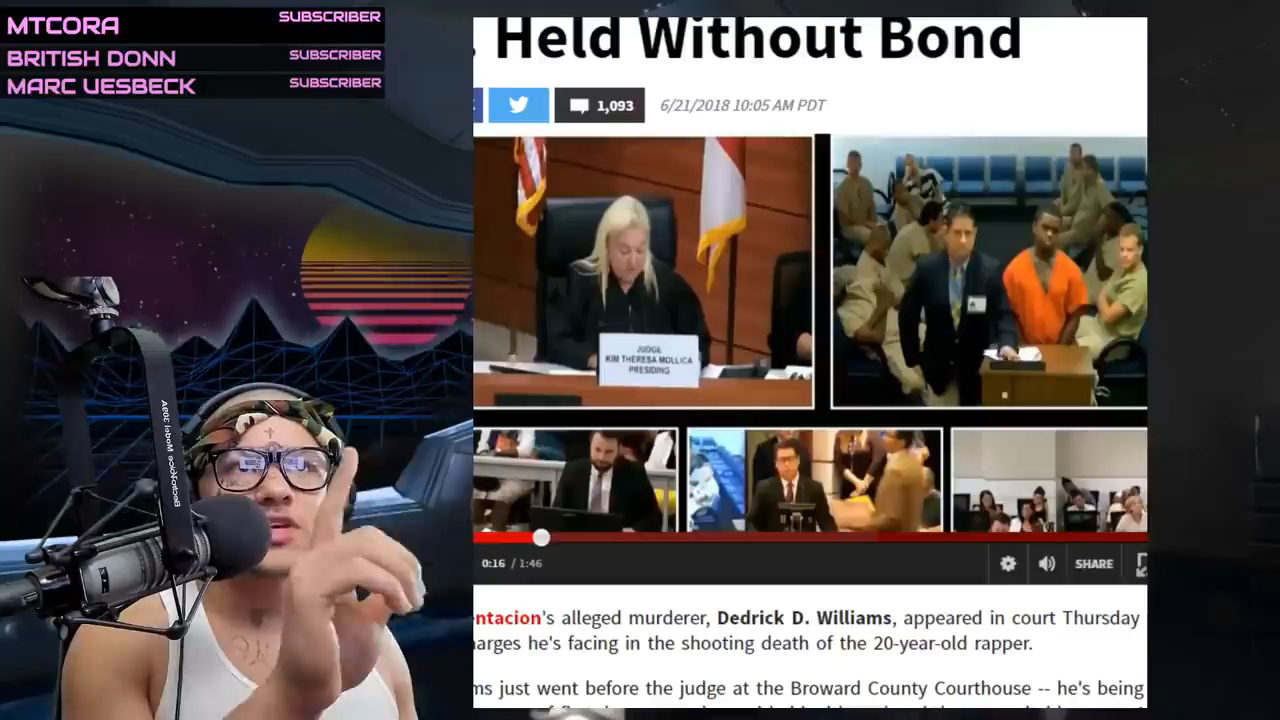 MTCORA SUBSCRIBER
BRITISH DONN SUBSCRIBER
MARC VESBECK SUBSCRIBER
. Held Without Bond
1,093 6/21/2018 10:05 AM PDT
JUDGE
KIM THERESA MOLLICA
PRESIDING
0:16 / 1:46 SHARE
ntacion's alleged murderer, Dedrick D. Williams, appeared in court Thursday
arges he's facing in the shooting death of the 20-year-old rapper.
ms just went before the judge at the Broward County Courthouse -- he's being